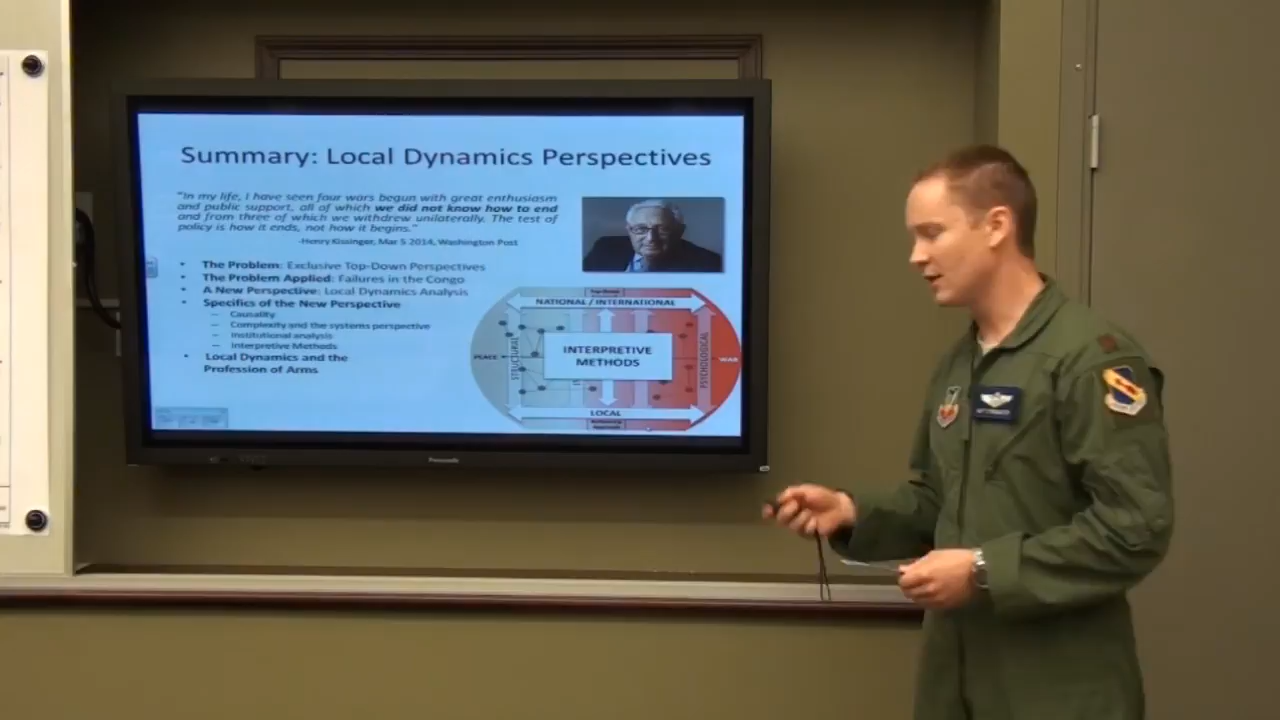 Summary: Local Dynamics Perspectives
"In my life, I have seen four wars begun with great enthusiasm
and public support, all of which we did not know how to end
and from three of which we withdrew unilaterally. The test of
policy is how it ends, not how it begins."
-Henry Kissinger, Mar 5 2014, Washington Post
• The Problem: Exclusive Top-Down Perspectives
• The Problem Applied: Failures in the Congo
• A New Perspective: Local Dynamics Analysis
• Specifics of the New Perspective
– Causality
– Complexity and the systems perspective
– Institutional analysis
– Interpretive Methods
• Local Dynamics and the
Profession of Arms
NATIONAL / INTERNATIONAL
PEACE
STRUCTURAL
INTERPRETIVE
METHODS
PSYCHOLOGICAL
WAR
LOCAL
Panasonic